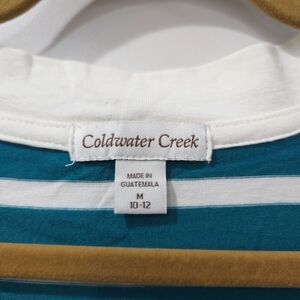 Coldwater Creek
MADE IN
GUATEMALA
M
10-12